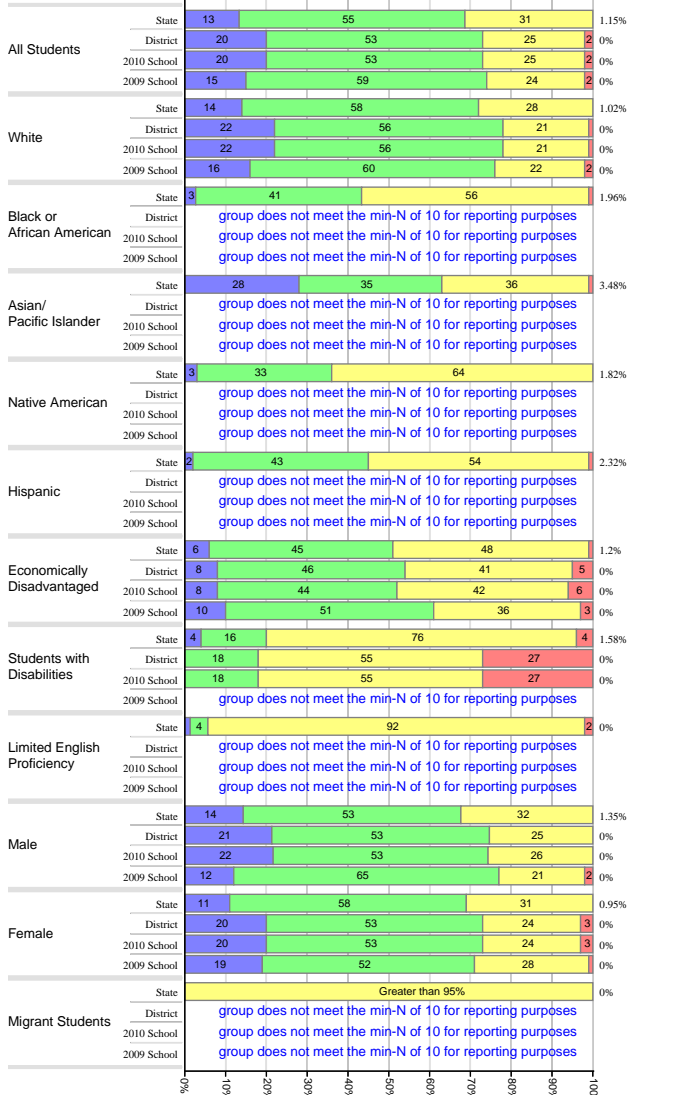 State 13 55 31 1.15%
All Students
District 20 53 25 2 0%
2010 School 20 53 25 2 0%
2009 School 15 59 24 2 0%
State 14 58 28 1.02%
White
District 22 56 21 0%
2010 School 22 56 21 0%
2009 School 16 60 22 2 0%
State 3 41 56 1.96%
Black or
African American
District group does not meet the min-N of 10 for reporting purposes
2010 School group does not meet the min-N of 10 for reporting purposes
2009 School group does not meet the min-N of 10 for reporting purposes
State 28 35 36 3.48%
Asian/
Pacific Islander
District group does not meet the min-N of 10 for reporting purposes
2010 School group does not meet the min-N of 10 for reporting purposes
2009 School group does not meet the min-N of 10 for reporting purposes
State 3 33 64 1.82%
Native American
District group does not meet the min-N of 10 for reporting purposes
2010 School group does not meet the min-N of 10 for reporting purposes
2009 School group does not meet the min-N of 10 for reporting purposes
State 2 43 54 2.32%
Hispanic
District group does not meet the min-N of 10 for reporting purposes
2010 School group does not meet the min-N of 10 for reporting purposes
2009 School group does not meet the min-N of 10 for reporting purposes
State 6 45 48 1.2%
Economically
Disadvantaged
District 8 46 41 5 0%
2010 School 8 44 42 6 0%
2009 School 10 51 36 3 0%
State 4 16 76 4 1.58%
Students with
Disabilities
District 18 55 27 0%
2010 School 18 55 27 0%
2009 School group does not meet the min-N of 10 for reporting purposes
State 4 92 2 0%
Limited English
Proficiency
District group does not meet the min-N of 10 for reporting purposes
2010 School group does not meet the min-N of 10 for reporting purposes
2009 School group does not meet the min-N of 10 for reporting purposes
State 14 53 32 1.35%
Male
District 21 53 25 0%
2010 School 22 53 26 0%
2009 School 12 65 21 2 0%
State 11 58 31 0.95%
Female
District 20 53 24 3 0%
2010 School 20 53 24 3 0%
2009 School 19 52 28 0%
State Greater than 95% 0%
Migrant Students
District group does not meet the min-N of 10 for reporting purposes
2010 School group does not meet the min-N of 10 for reporting purposes
2009 School group does not meet the min-N of 10 for reporting purposes
0% 10% 20% 30% 40% 50% 60% 70% 80% 90% 100